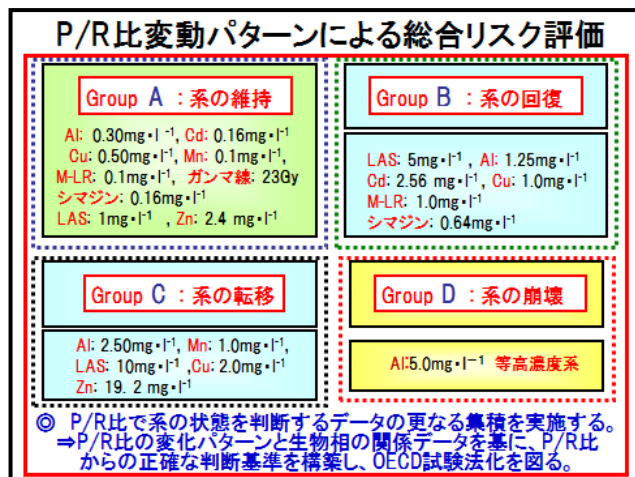 P/R比変動パターンによる総合リスク評価
Group A : 系の維持
Al: 0.30mg・l⁻¹, Cd: 0.16mg・l⁻¹
Cu: 0.50mg・l⁻¹, Mn: 0.1mg・l⁻¹,
M-LR: 0.1mg・l⁻¹, ガンマ線: 23Gy
シマジン: 0.16mg・l⁻¹
LAS: 1mg・l⁻¹ , Zn: 2.4 mg・l⁻¹
Group B : 系の回復
LAS: 5mg・l⁻¹ , Al: 1.25mg・l⁻¹
Cd: 2.56 mg・l⁻¹, Cu: 1.0mg・l⁻¹
M-LR: 1.0mg・l⁻¹
シマジン: 0.64mg・l⁻¹
Group C : 系の転移
Al: 2.50mg・l⁻¹, Mn: 1.0mg・l⁻¹,
LAS: 10mg・l⁻¹ ,Cu: 2.0mg・l⁻¹
Zn: 19. 2 mg・l⁻¹
Group D : 系の崩壊
Al:5.0mg・l⁻¹ 等高濃度系
◎ P/R比で系の状態を判断するデータの更なる集積を実施する。
⇒P/R比の変化パターンと生物相の関係データを基に、P/R比
からの正確な判断基準を構築し、OECD試験法化を図る。